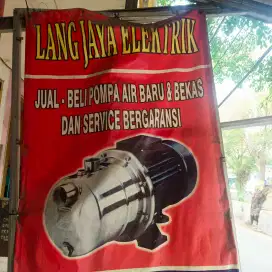 LANG JAYA ELEKTRIK
JUAL - BELI POMPA AIR BARU & BEKAS
DAN SERVICE BERGARANSI